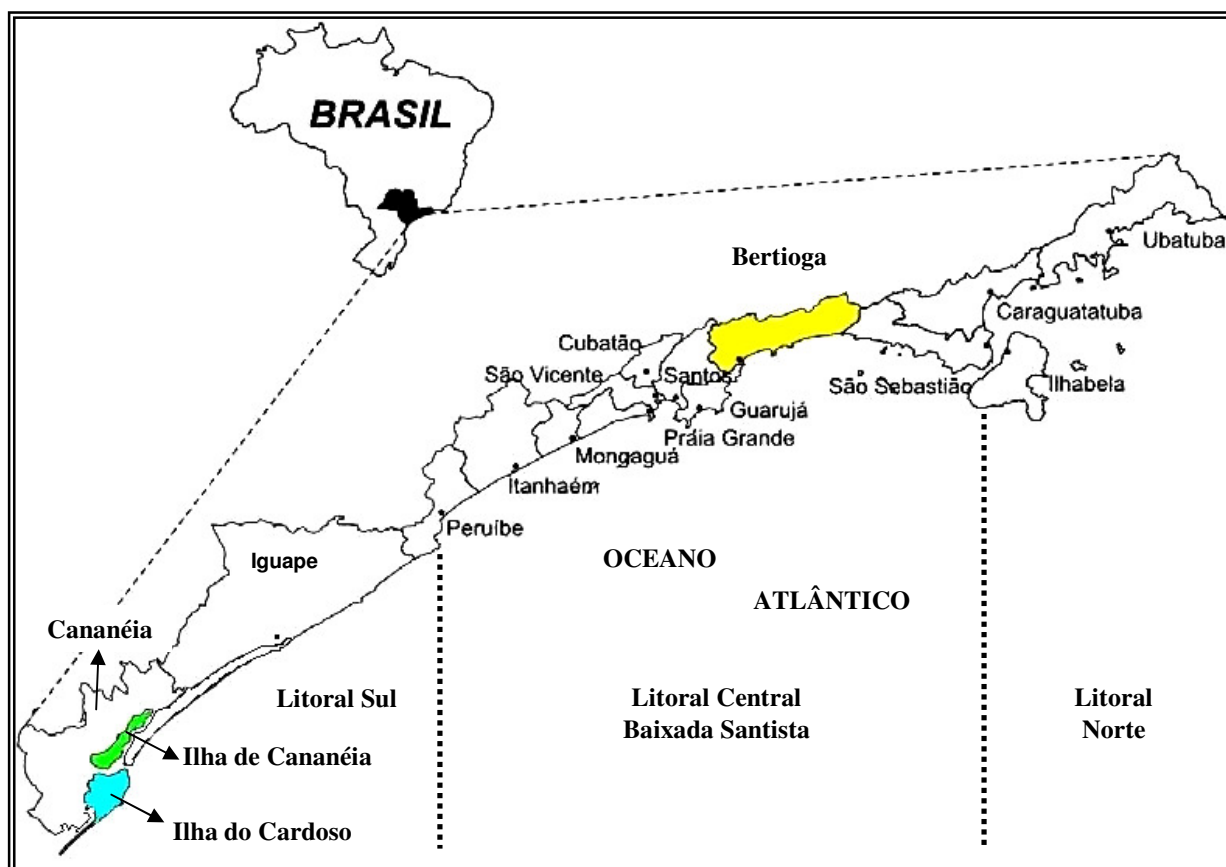 BRASIL
Bertioga
Ubatuba
Caraguatatuba
Cubatão
São Vicente
Santos
São Sebastião
Ilhabela
Guarujá
Práia Grande
Mongaguá
Itanhaém
Peruíbe
Iguape
OCEANO
ATLÂNTICO
Cananéia
Litoral Sul
Litoral Central
Baixada Santista
Litoral
Norte
Ilha de Cananéia
Ilha do Cardoso